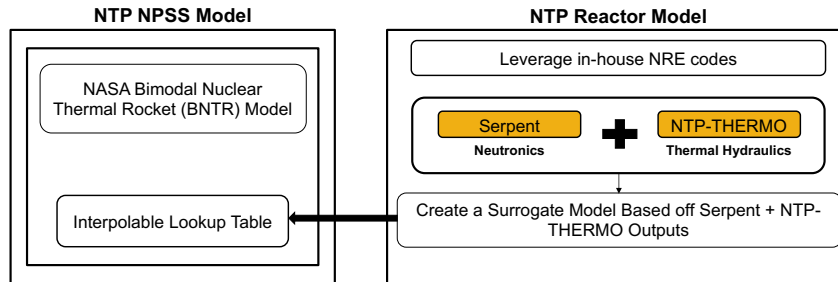 NTP NPSS Model
NASA Bimodal Nuclear
Thermal Rocket (BNTR) Model
Interpolable Lookup Table
NTP Reactor Model
Leverage in-house NRE codes
Serpent
Neutronics
NTP-THERMO
Thermal Hydraulics
Create a Surrogate Model Based off Serpent + NTP-
THERMO Outputs